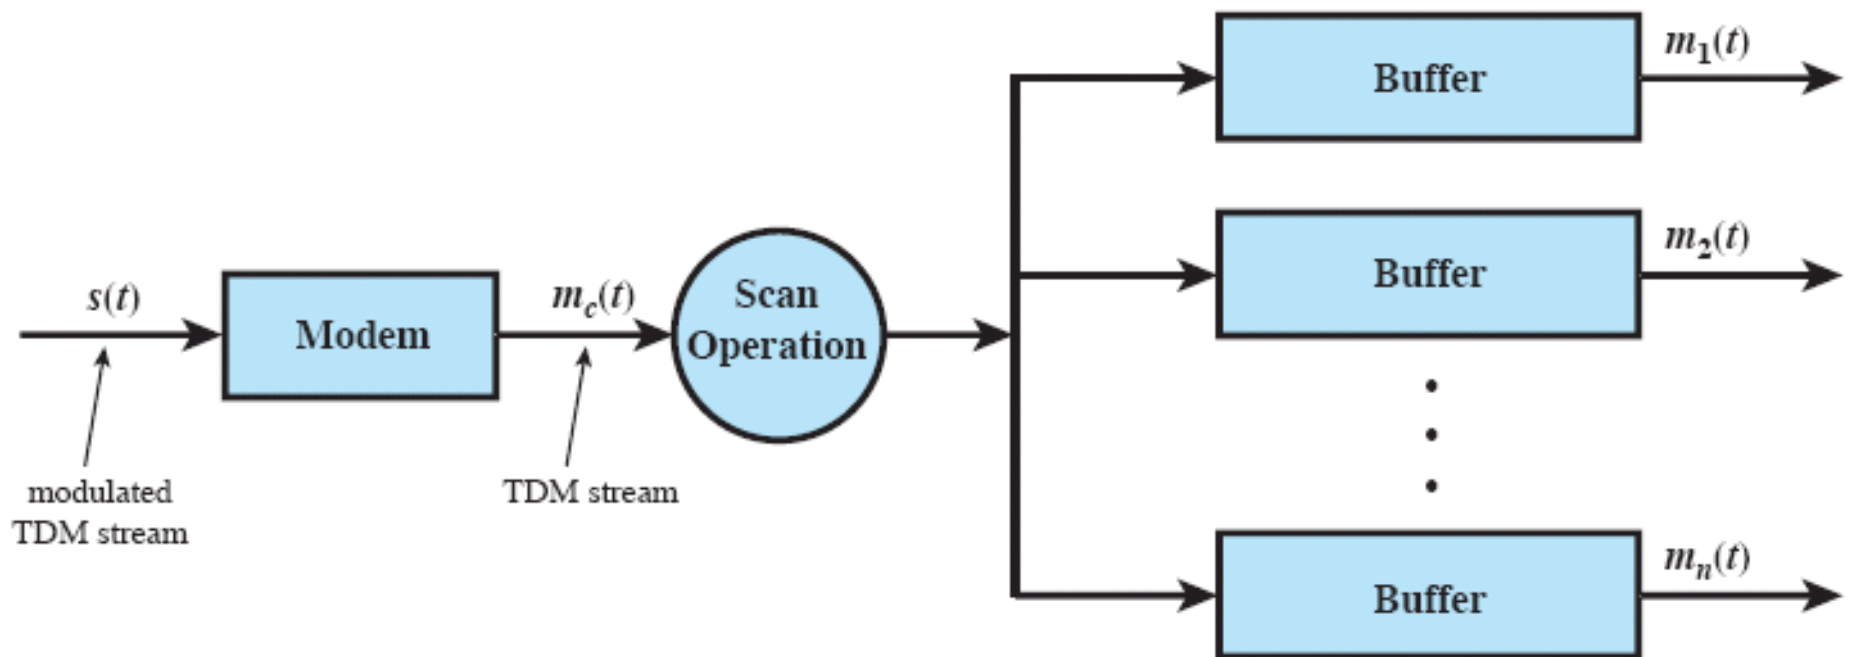 s(t)
modulated
TDM stream
Modem
m_c(t)
TDM stream
Scan
Operation
Buffer
m_1(t)
Buffer
m_2(t)
Buffer
m_n(t)